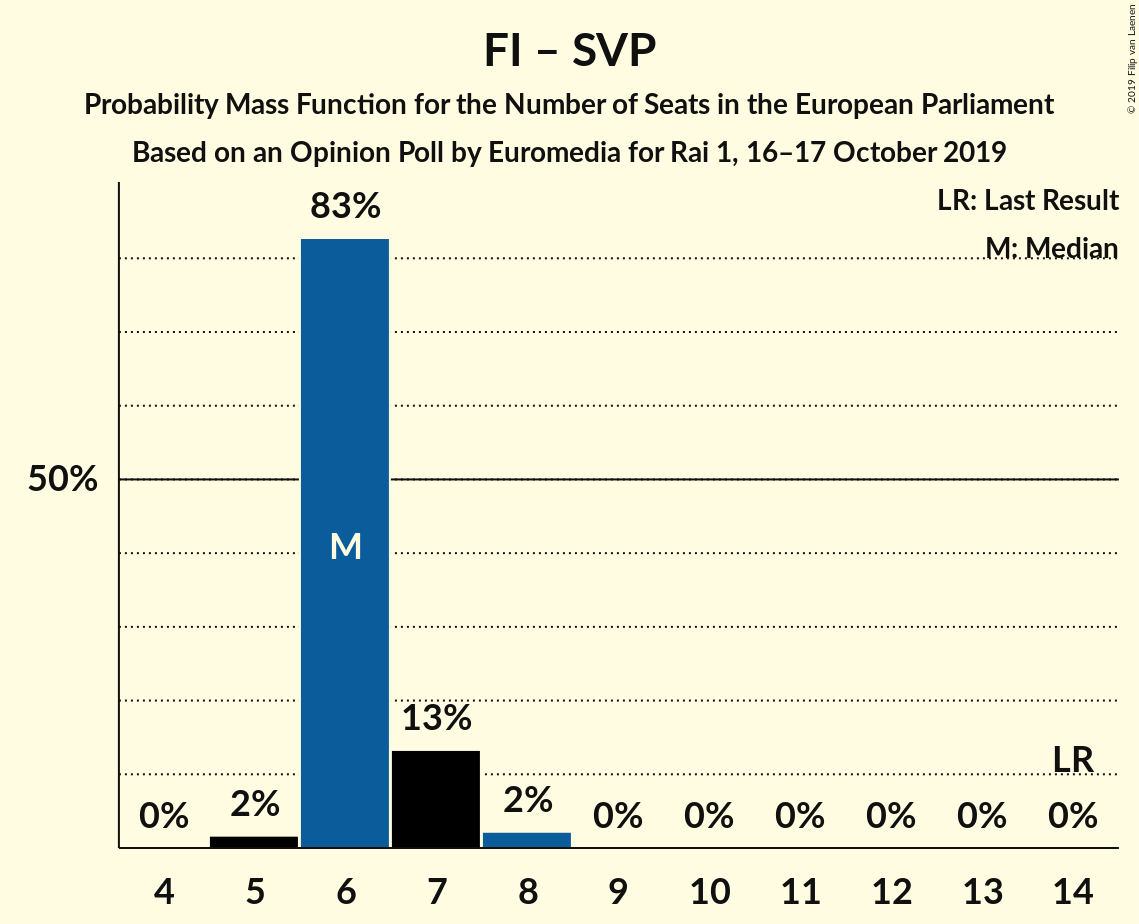 FI – SVP
Probability Mass Function for the Number of Seats in the European Parliament
Based on an Opinion Poll by Euromedia for Rai 1, 16–17 October 2019
© 2019 Filip van Laenen
LR: Last Result
M: Median
83%
50%
M
13%
LR
0% 2% 2% 0% 0% 0% 0% 0% 0%
4 5 6 7 8 9 10 11 12 13 14